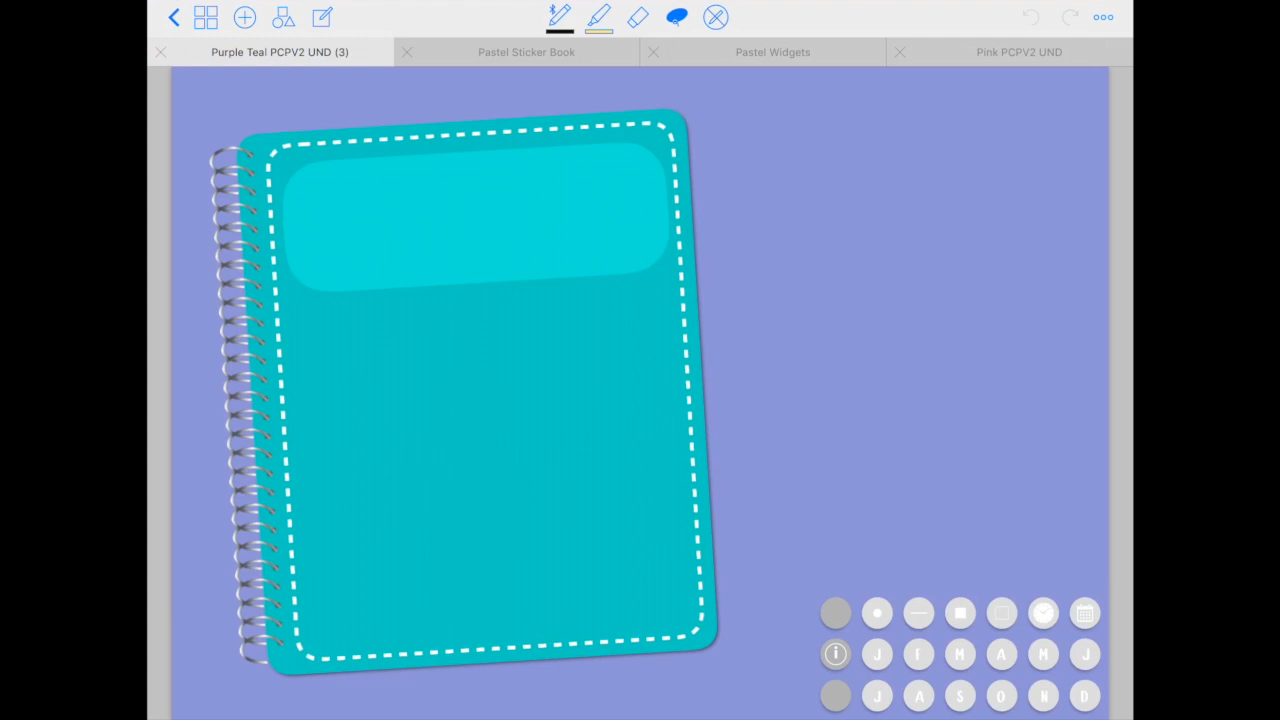 Purple Teal PCPV2 UND (3)
Pastel Sticker Book
Pastel Widgets
Pink PCPV2 UND
i J F M A M J
J A S O N D